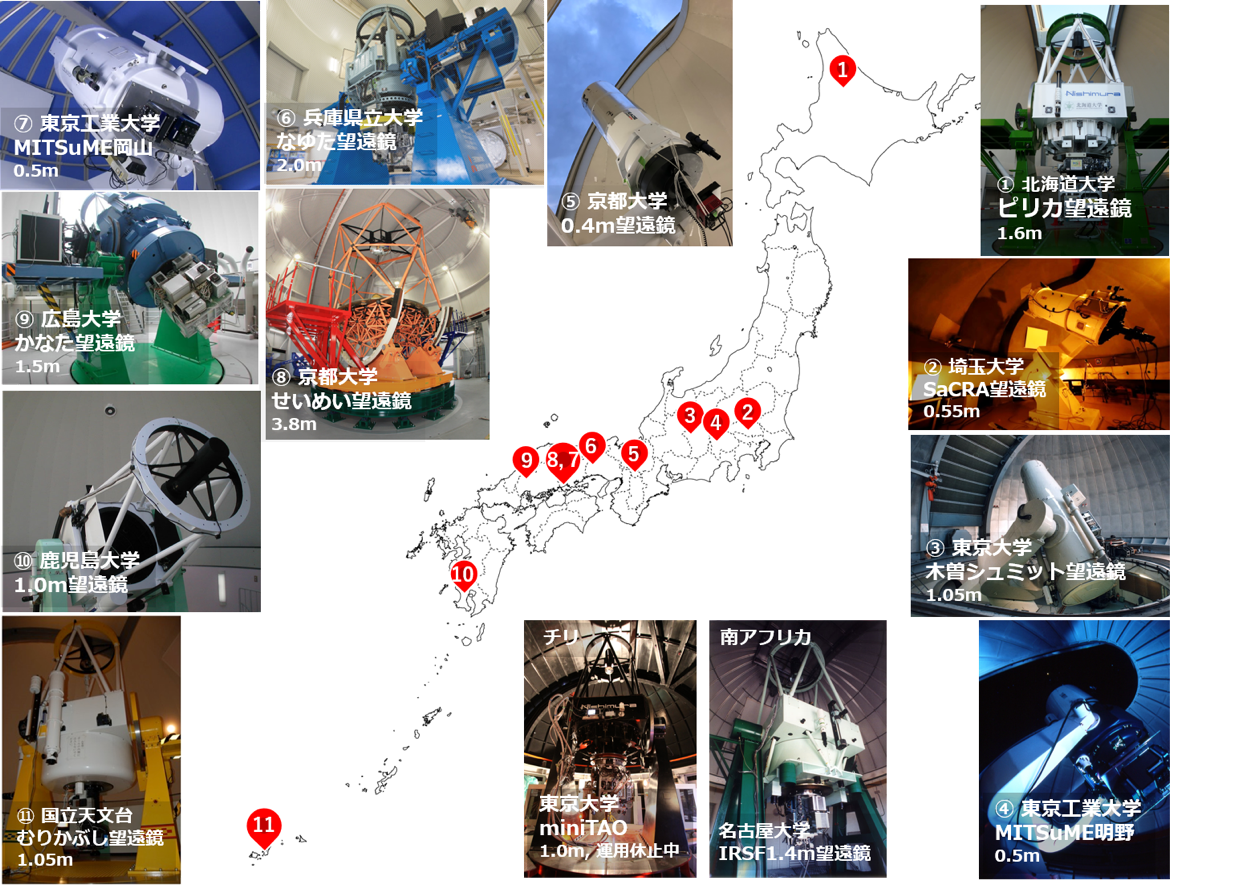 ⑦ 東京工業大学
MITSuME岡山
0.5m
⑥ 兵庫県立大学
なゆた望遠鏡
2.0m
⑤ 京都大学
0.4m望遠鏡
1
Nishimura
北海道大学
① 北海道大学
ピリカ望遠鏡
1.6m
⑨ 広島大学
かなた望遠鏡
1.5m
⑧ 京都大学
せいめい望遠鏡
3.8m
② 埼玉大学
SaCRA望遠鏡
0.55m
3
4
2
9
8, 7
6
5
⑩ 鹿児島大学
1.0m望遠鏡
10
③ 東京大学
木曽シュミット望遠鏡
1.05m
⑪ 国立天文台
むりかぶし望遠鏡
1.05m
11
チリ
Nishimura
東京大学
miniTAO
1.0m, 運用休止中
南アフリカ
名古屋大学
IRSF1.4m望遠鏡
④ 東京工業大学
MITSuME明野
0.5m